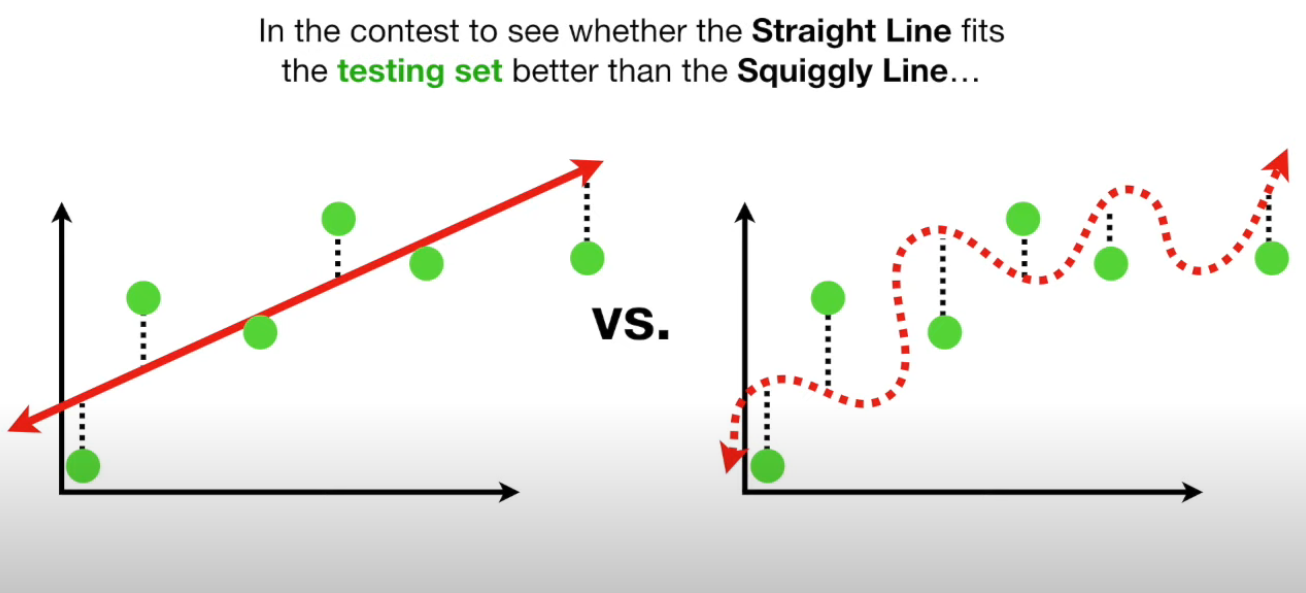 In the contest to see whether the Straight Line fits
the testing set better than the Squiggly Line…
vs.